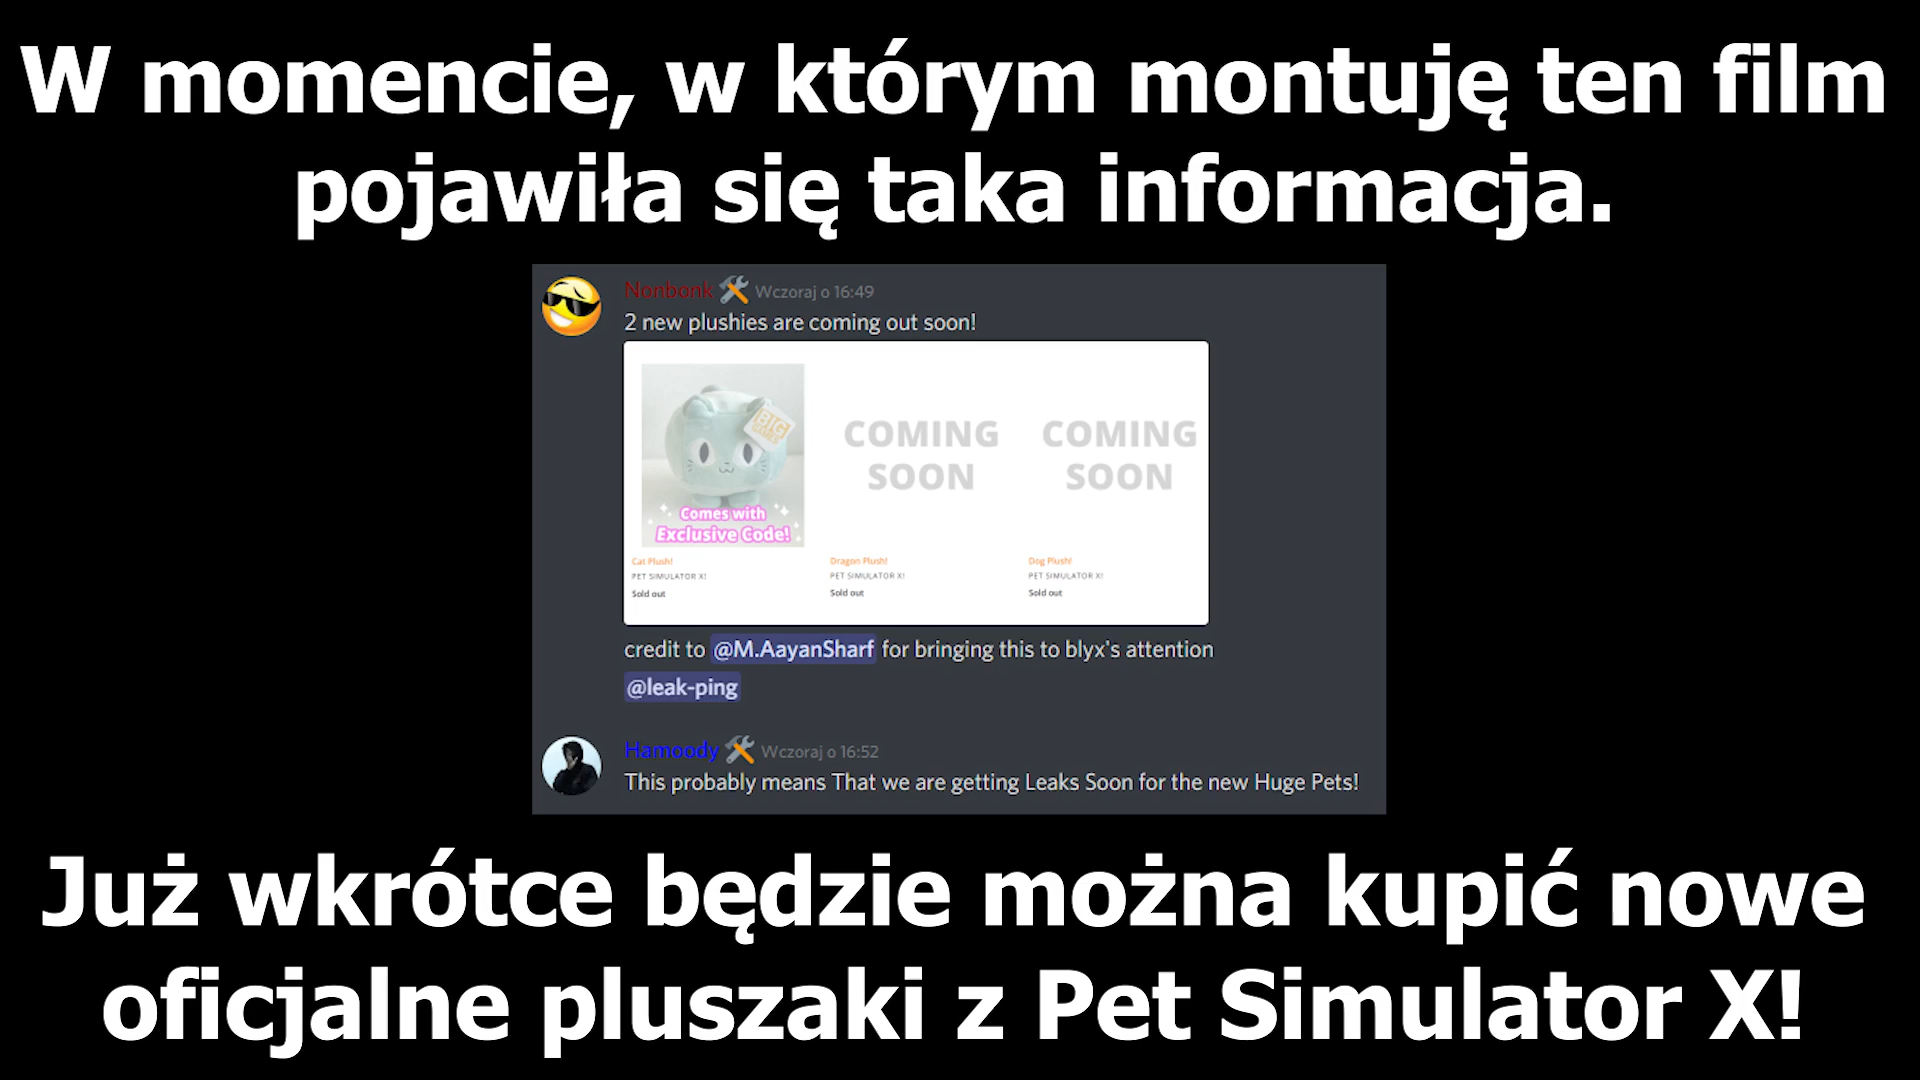 W momencie, w którym montuję ten film
pojawiła się taka informacja.
Nonbonk Wczoraj o 16:49
2 new plushies are coming out soon!
BIG
COMING COMING
SOON SOON
Comes with
Exclusive Code!
Cat Plush! Dragon Plush! Dog Plush!
PET SIMULATOR X! PET SIMULATOR X! PET SIMULATOR X!
Sold out Sold out Sold out
credit to @M.AayanSharf for bringing this to blyx's attention
@leak-ping
Hamoody Wczoraj o 16:52
This probably means That we are getting Leaks Soon for the new Huge Pets!
Już wkrótce będzie można kupić nowe
oficjalne pluszaki z Pet Simulator X!